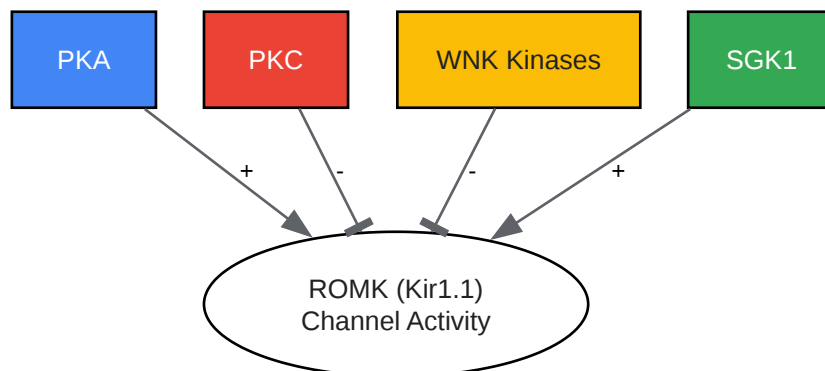 PKA
PKC
WNK Kinases
SGK1
+
-
-
+
ROMK (Kir1.1)
Channel Activity